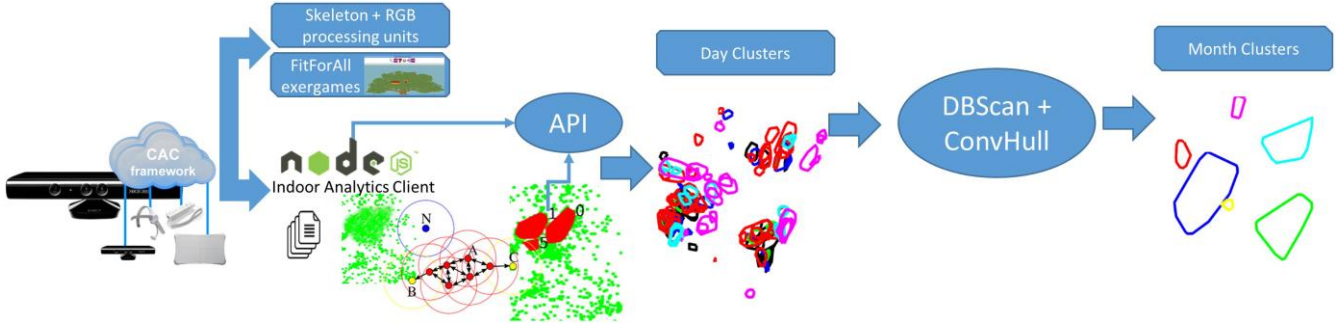 Skeleton + RGB
processing units
FitForAll
exergames
CAC
framework
node
JS
Indoor Analytics Client
N
A
B
C
1
0
5
API
Day Clusters
DBScan +
ConvHull
Month Clusters